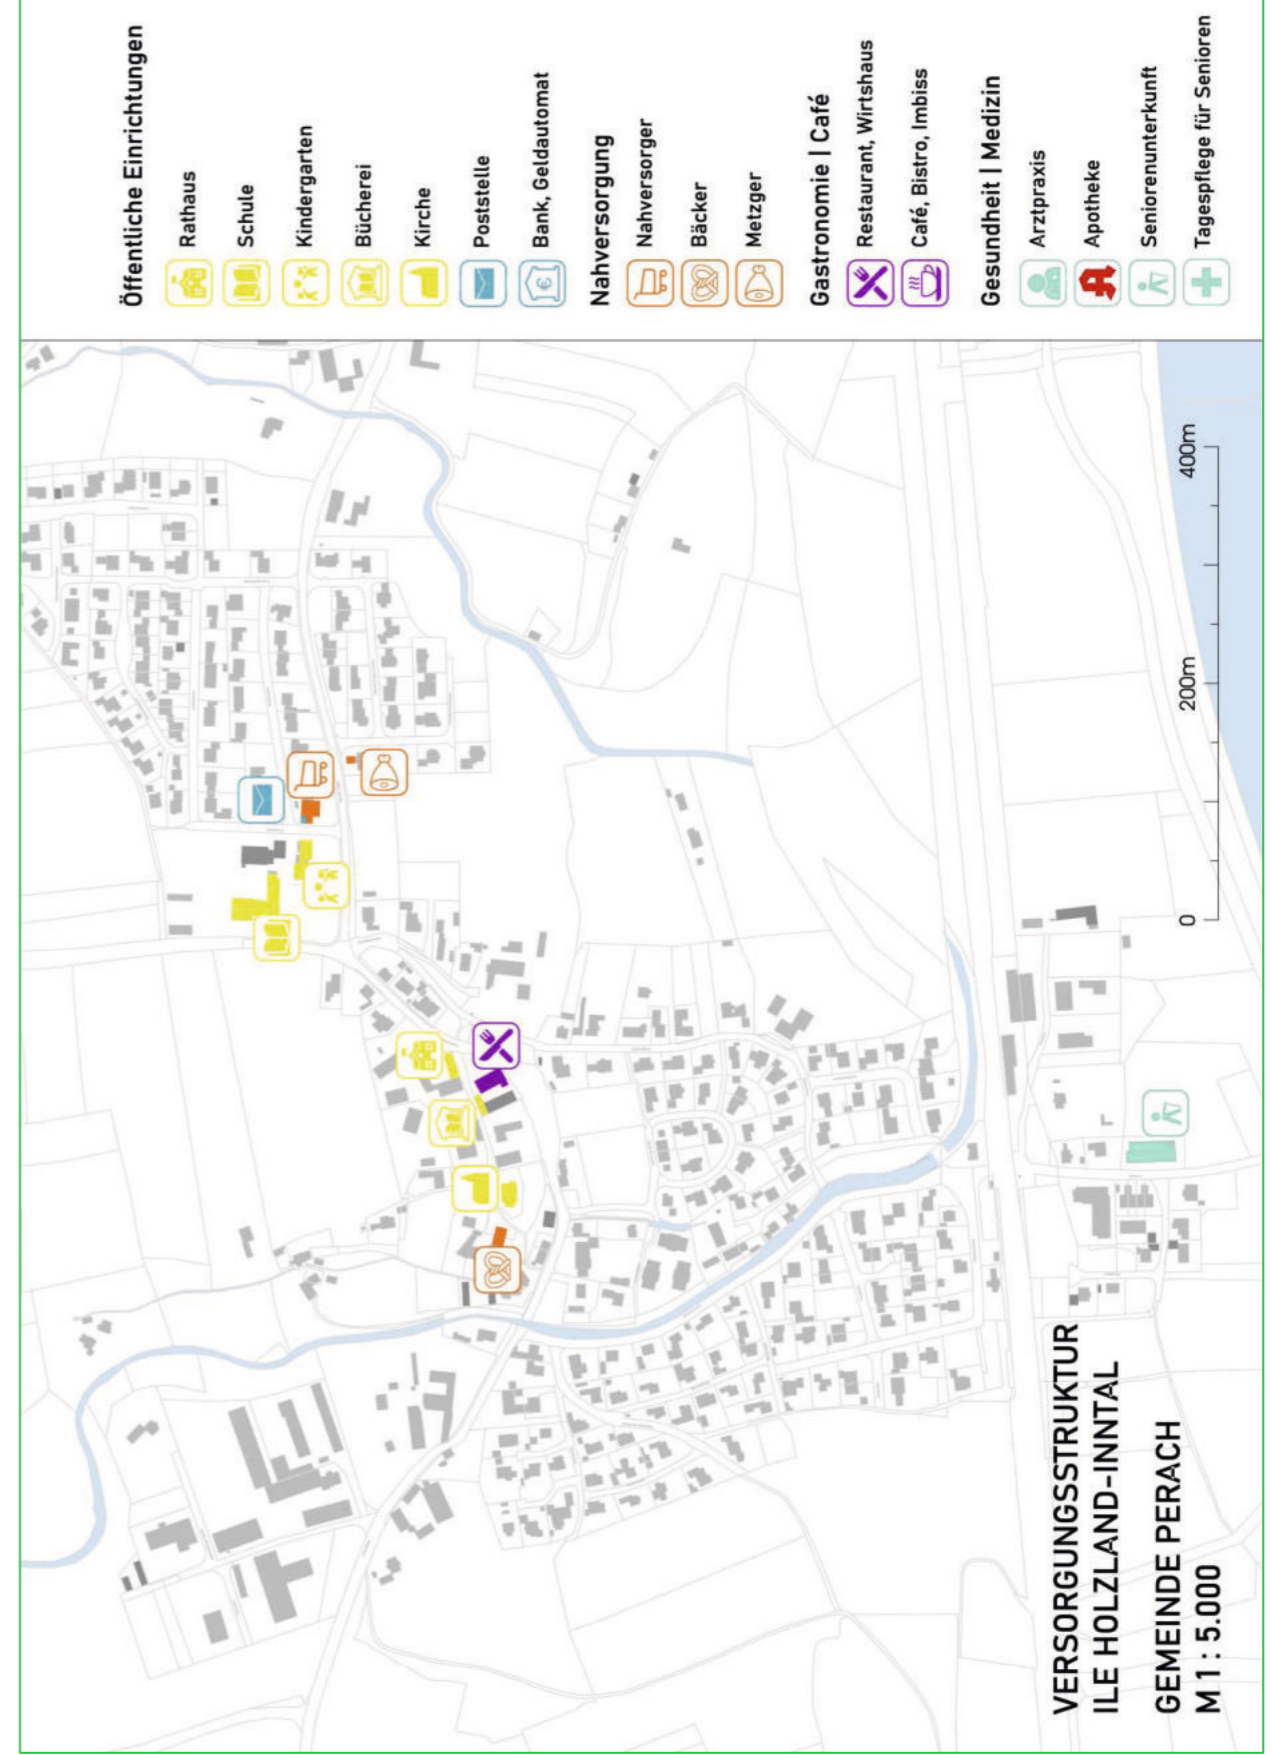 VERSORGUNGSSTRUKTUR
ILE HOLZLAND-INNTAL
GEMEINDE PERACH
M 1 : 5.000
0
200m
400m
Öffentliche Einrichtungen
Rathaus
Schule
Kindergarten
Bücherei
Kirche
Poststelle
Bank, Geldautomat
Nahversorgung
Nahversorger
Bäcker
Metzger
Gastronomie | Café
Restaurant, Wirtshaus
Café, Bistro, Imbiss
Gesundheit | Medizin
Arztpraxis
Apotheke
Seniorenunterkunft
Tagespflege für Senioren